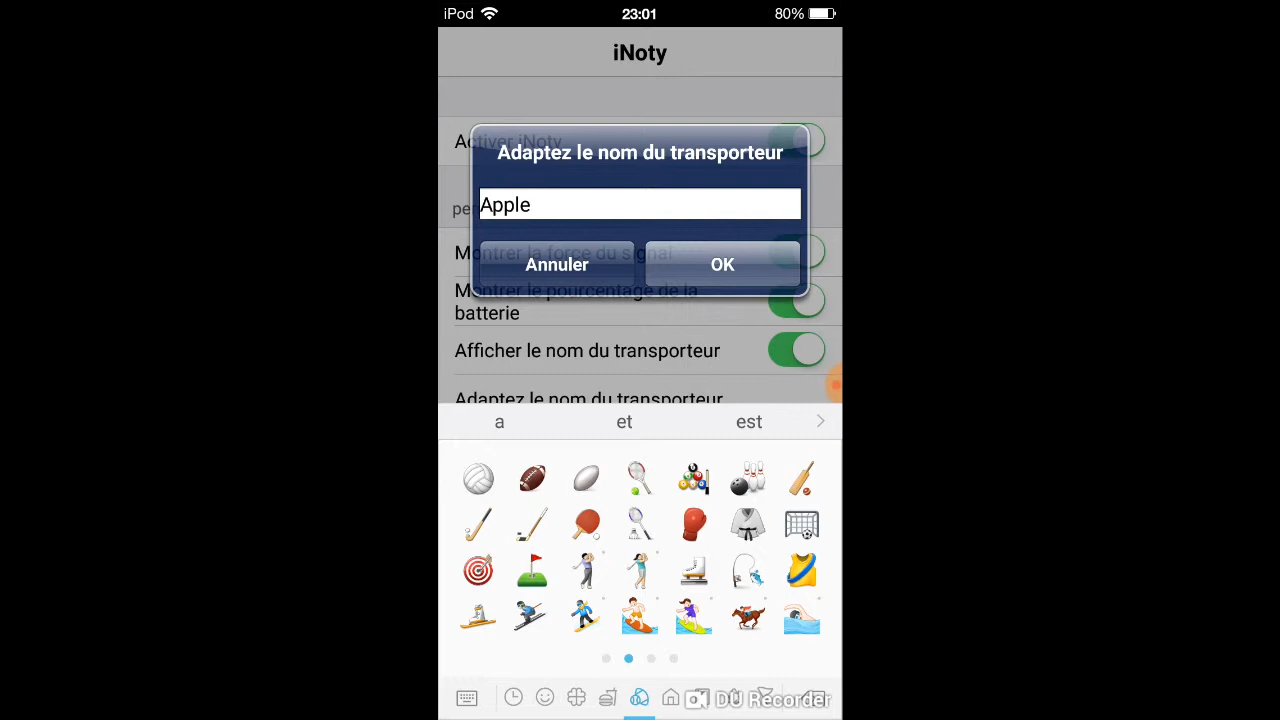 iPod 23:01 80%
iNoty
Activer iNoty
Adaptez le nom du transporteur
per
Apple
Montrer la force du signal
Annuler OK
Montrer le pourcentage de la
batterie
Afficher le nom du transporteur
Adaptez le nom du transporteur
a et est
DU Recorder